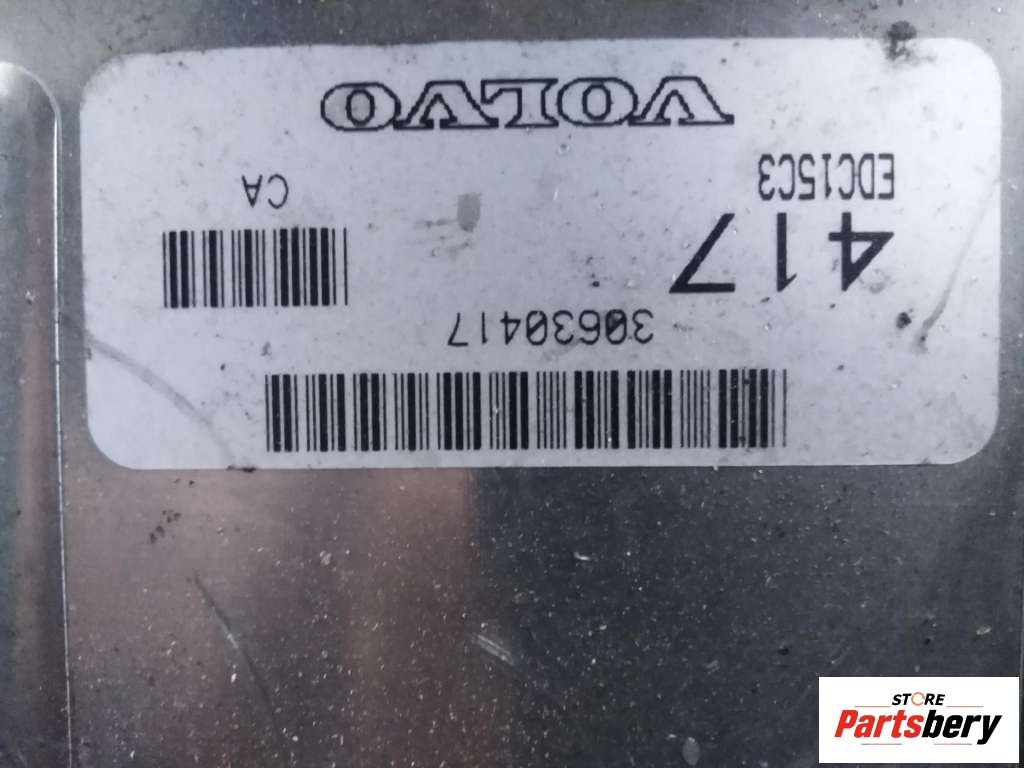 VOLVO
EDC15C3
CA
417
30630417
STORE
Partsbery